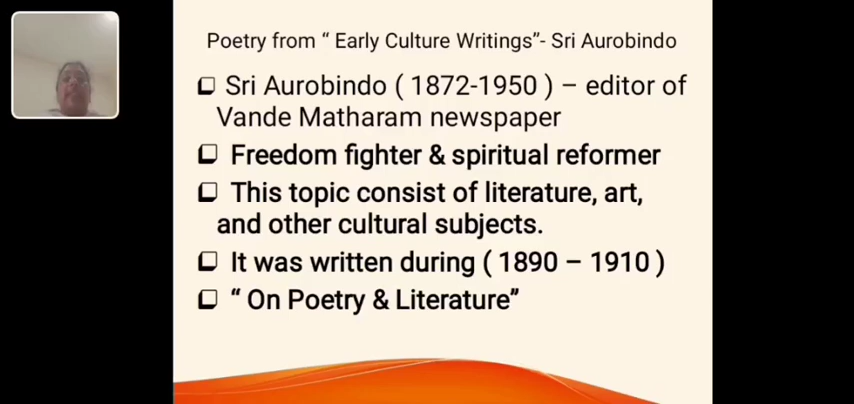 Poetry from “ Early Culture Writings”- Sri Aurobindo
Sri Aurobindo ( 1872-1950 ) – editor of
Vande Matharam newspaper
Freedom fighter & spiritual reformer
This topic consist of literature, art,
and other cultural subjects.
It was written during ( 1890 – 1910 )
“ On Poetry & Literature”